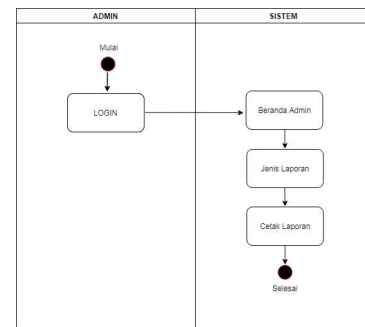 ADMIN
SISTEM
Mulai
LOGIN
Beranda Admin
Jenis Laporan
Cetak Laporan
Selesai